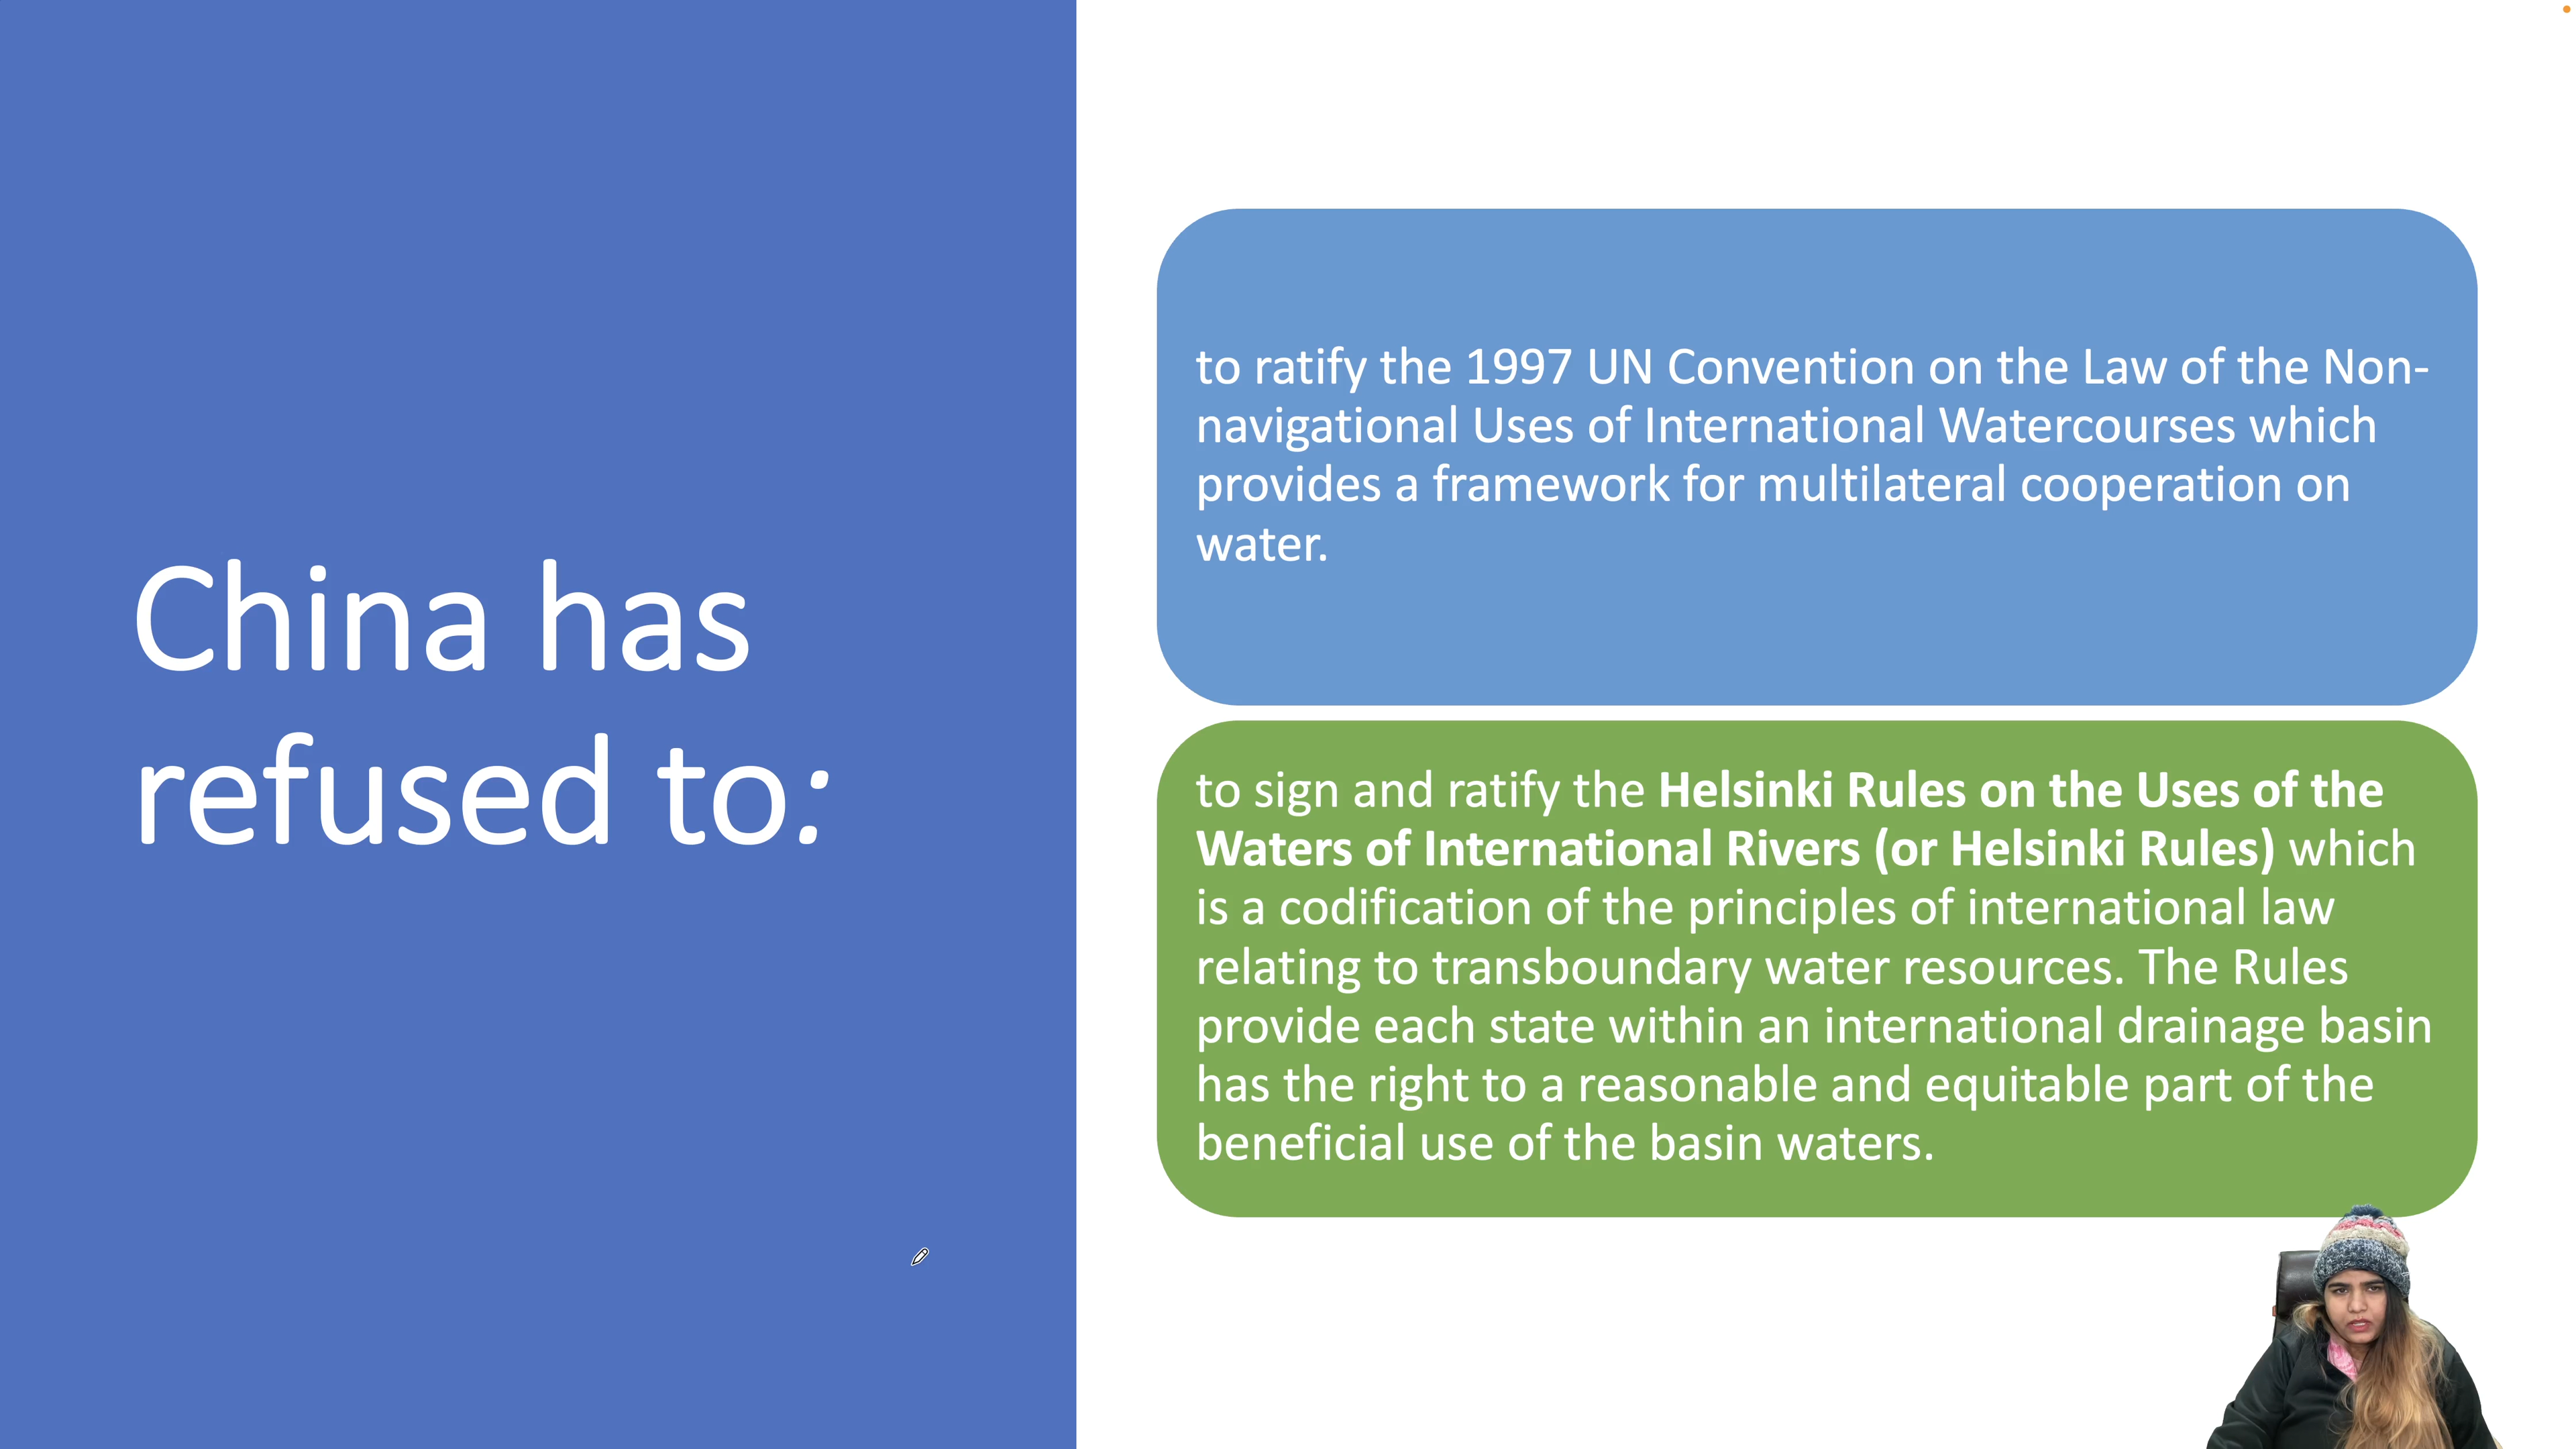 China has
refused to:
to ratify the 1997 UN Convention on the Law of the Non-
navigational Uses of International Watercourses which
provides a framework for multilateral cooperation on
water.
to sign and ratify the Helsinki Rules on the Uses of the
Waters of International Rivers (or Helsinki Rules) which
is a codification of the principles of international law
relating to transboundary water resources. The Rules
provide each state within an international drainage basin
has the right to a reasonable and equitable part of the
beneficial use of the basin waters.